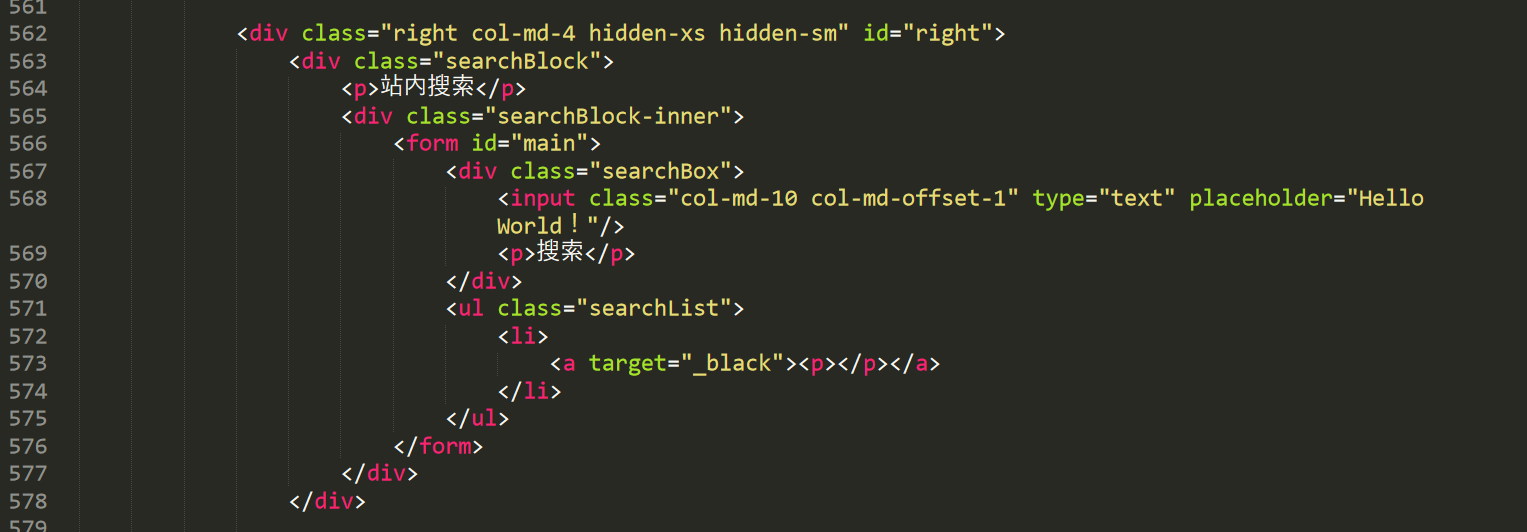 561
562 <div class="right col-md-4 hidden-xs hidden-sm" id="right">
563 <div class="searchBlock">
564 <p>站内搜索</p>
565 <div class="searchBlock-inner">
566 <form id="main">
567 <div class="searchBox">
568 <input class="col-md-10 col-md-offset-1" type="text" placeholder="Hello
World！"/>
569 <p>搜索</p>
570 </div>
571 <ul class="searchList">
572 <li>
573 <a target="_black"><p></p></a>
574 </li>
575 </ul>
576 </form>
577 </div>
578 </div>
579